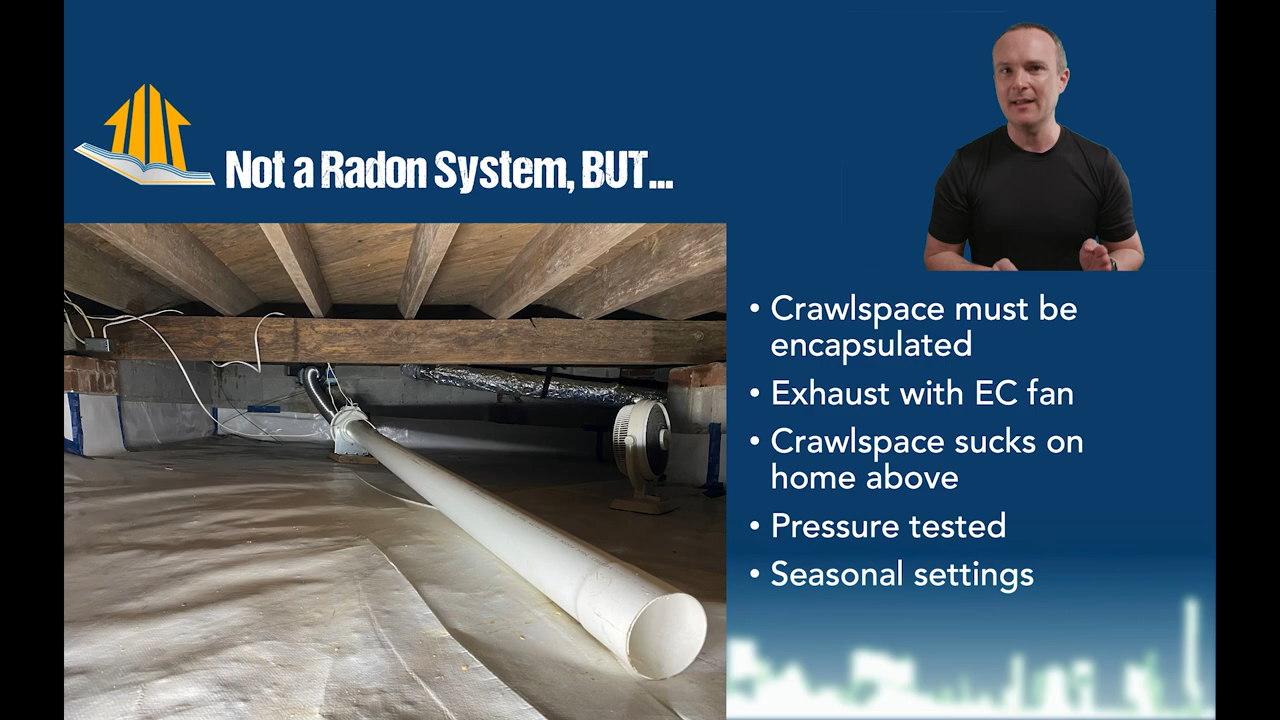 Not a Radon System, BUT...
• Crawlspace must be
encapsulated
• Exhaust with EC fan
• Crawlspace sucks on
home above
• Pressure tested
• Seasonal settings